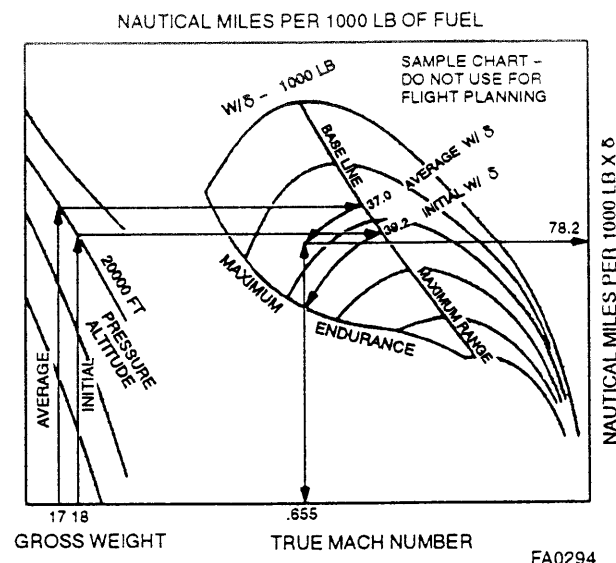 NAUTICAL MILES PER 1000 LB OF FUEL
SAMPLE CHART –
DO NOT USE FOR
FLIGHT PLANNING
W/δ – 1000 LB
BASE LINE
AVERAGE W/δ
INITIAL W/δ
37.0
39.2
78.2
MAXIMUM
ENDURANCE
MAXIMUM RANGE
20000 FT
PRESSURE
ALTITUDE
AVERAGE
INITIAL
NAUTICAL MILES PER 1000 LB X δ
17 18
.655
GROSS WEIGHT
TRUE MACH NUMBER
FA0294